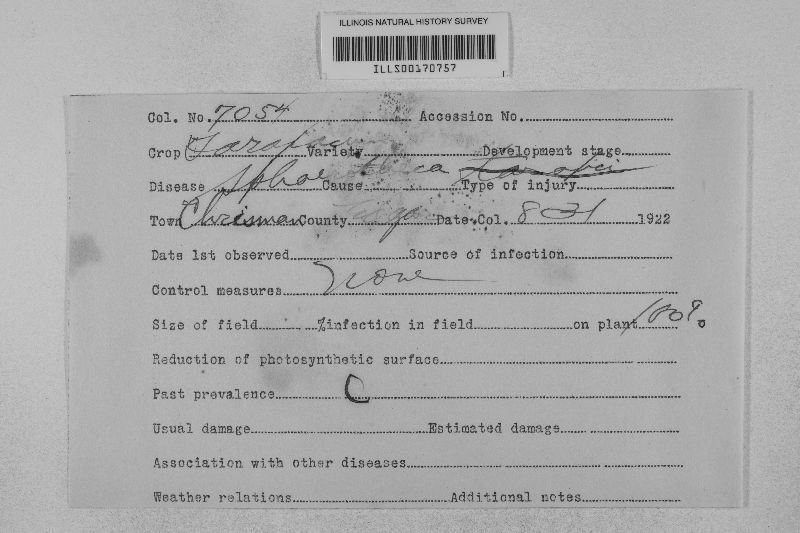 ILLINOIS NATURAL HISTORY SURVEY
ILLS00170757
Col. No. 7054 Accession No.
Crop Variety Development stage
Disease Cause Type of injury
Town Chrisman County Date Col. 8 31 1922
Date 1st observed Source of infection
Control measures None
Size of field %infection in field on plant 100%
Reduction of photosynthetic surface
Past prevalence C
Usual damage Estimated damage
Association with other diseases
Weather relations Additional notes